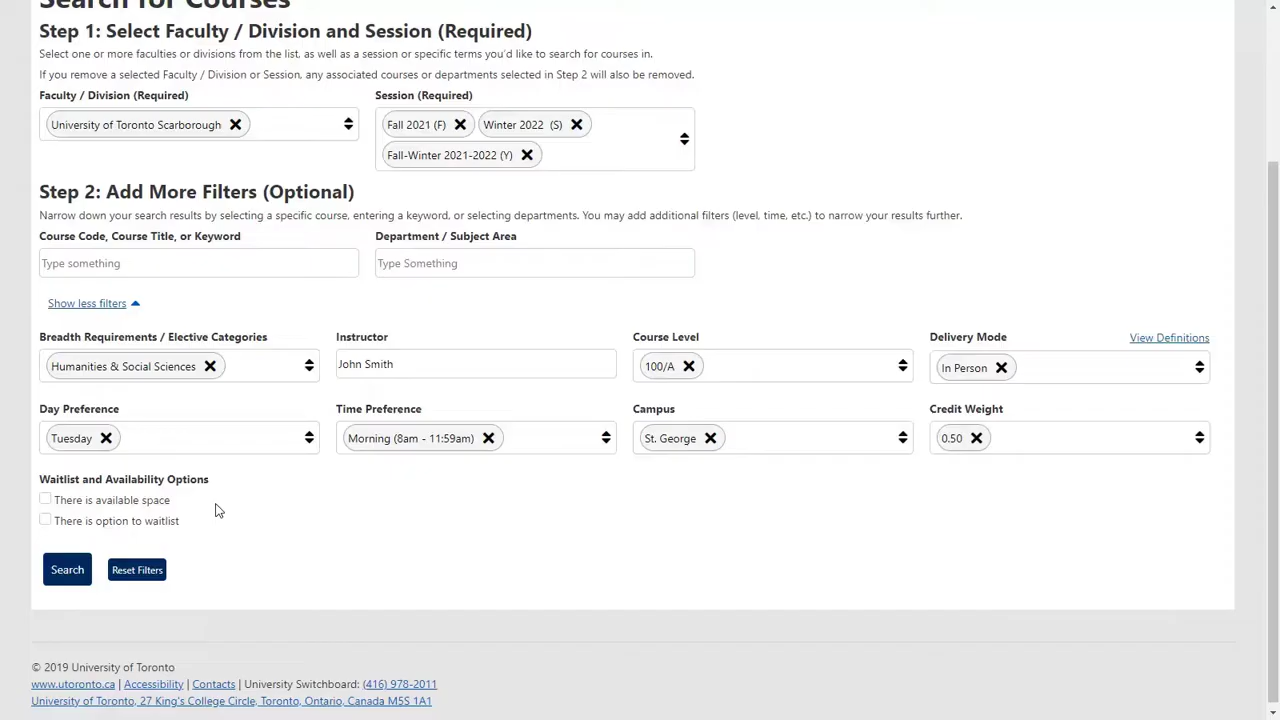 Search for Courses
Step 1: Select Faculty / Division and Session (Required)
Select one or more faculties or divisions from the list, as well as a session or specific terms you'd like to search for courses in.
If you remove a selected Faculty / Division or Session, any associated courses or departments selected in Step 2 will also be removed.
Faculty / Division (Required)
University of Toronto Scarborough
Session (Required)
Fall 2021 (F)
Winter 2022 (S)
Fall-Winter 2021-2022 (Y)
Step 2: Add More Filters (Optional)
Narrow down your search results by selecting a specific course, entering a keyword, or selecting departments. You may add additional filters (level, time, etc.) to narrow your results further.
Course Code, Course Title, or Keyword
Type something
Department / Subject Area
Type Something
Show less filters
Breadth Requirements / Elective Categories
Humanities & Social Sciences
Instructor
John Smith
Course Level
100/A
Delivery Mode
View Definitions
In Person
Day Preference
Tuesday
Time Preference
Morning (8am - 11:59am)
Campus
St. George
Credit Weight
0.50
Waitlist and Availability Options
There is available space
There is option to waitlist
Search
Reset Filters
© 2019 University of Toronto
www.utoronto.ca | Accessibility | Contacts | University Switchboard: (416) 978-2011
University of Toronto, 27 King's College Circle, Toronto, Ontario, Canada M5S 1A1